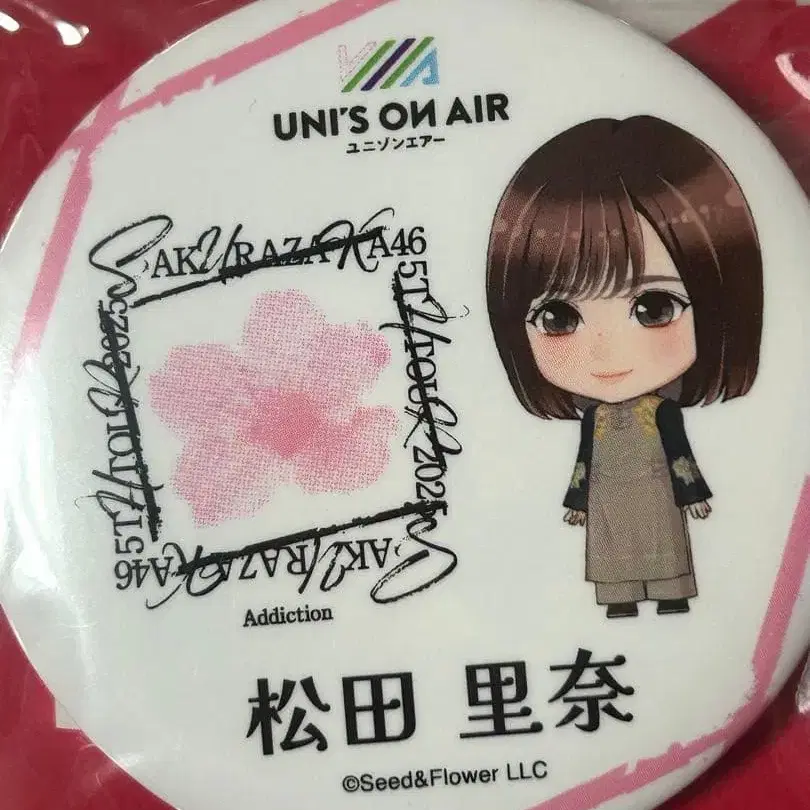 UNI'S ON AIR
ユニゾンエアー
SAKURAZAKA46
5TH TOUR 2025
SAKURAZAKA46
5TH TOUR 2025
Addiction
松田 里奈
©Seed&Flower LLC